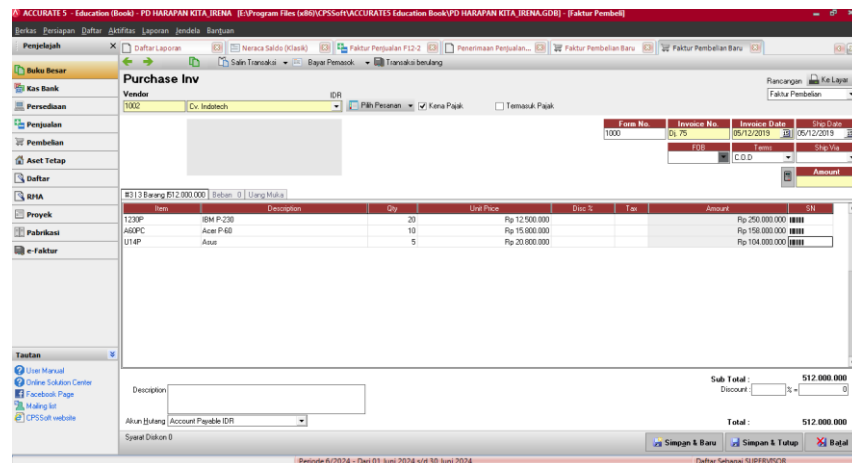 ACCURATE 5 - Education (Book) - PD HARAPAN KITA_IRENA [E:\Program Files (x86)\CPSSoft\ACCURATE5 Education Book\PD HARAPAN KITA_IRENA.GDB] - [Faktur Pembeli]
Berkas Persiapan Daftar Aktifitas Laporan Jendela Bantuan
Penjelajah X
Daftar Laporan Neraca Saldo (Klasik) Faktur Penjualan F12-2 Penerimaan Penjualan... Faktur Pembelian Baru Faktur Pembelian Baru
Salin Transaksi Bayar Pemasok Transaksi berulang
Buku Besar
Kas Bank
Persediaan
Penjualan
Pembelian
Aset Tetap
Daftar
RMA
Proyek
Pabrikasi
e-Faktur
Purchase Inv
Rancangan Ke Layar
Faktur Pembelian
Vendor IDR
1002 Cv. Indotech Pilih Pesanan Kena Pajak Termasuk Pajak
Form No. Invoice No. Invoice Date Ship Date
1000 Dj. 75 05/12/2019 05/12/2019
FOB Terms Ship Via
C.O.D
Amount
#3 | 3 Barang 512.000.000 Beban 0 Uang Muka
Item Description Qty Unit Price Disc % Tax Amount SN
1230P IBM P-230 20 Rp 12.500.000 Rp 250.000.000
A60PC Acer P-60 10 Rp 15.800.000 Rp 158.000.000
U14P Asus 5 Rp 20.800.000 Rp 104.000.000
Tautan
User Manual
Online Solution Center
Facebook Page
Mailing list
CPSSoft website
Sub Total : 512.000.000
Discount : % = 0
Description
Akun Hutang Account Payable IDR
Total : 512.000.000
Syarat Diskon 0
Simpan & Baru Simpan & Tutup Batal
Periode 6/2024 - Dari 01 Juni 2024 s/d 30 Juni 2024 Daftar Sebagai SUPERVISOR